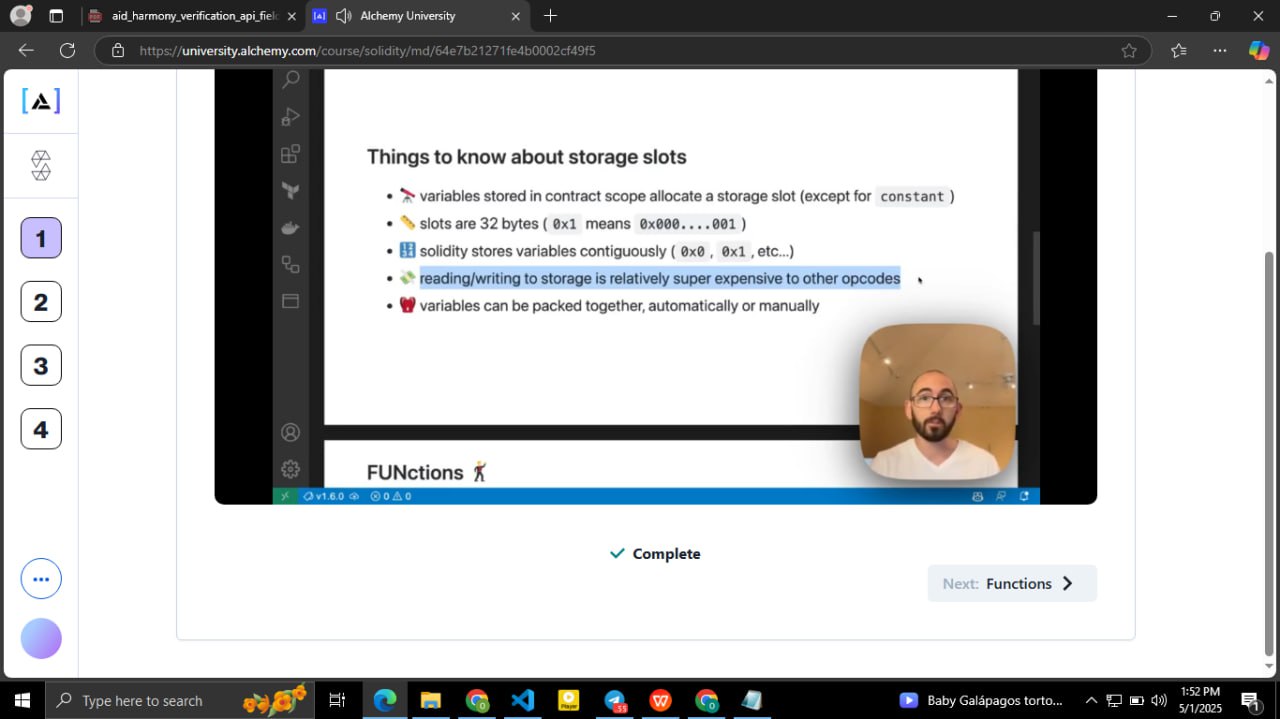 aid_harmony_verification_api_fiel
Alchemy University
https://university.alchemy.com/course/solidity/md/64e7b21271fe4b0002cf49f5
1
2
3
4
Things to know about storage slots
variables stored in contract scope allocate a storage slot (except for constant )
slots are 32 bytes ( 0x1 means 0x000....001 )
solidity stores variables contiguously ( 0x0 , 0x1 , etc...)
reading/writing to storage is relatively super expensive to other opcodes
variables can be packed together, automatically or manually
FUNctions
v1.6.0 0 0
Complete
Next: Functions
Type here to search
Player
33
Baby Galápagos torto...
1:52 PM
5/1/2025
1